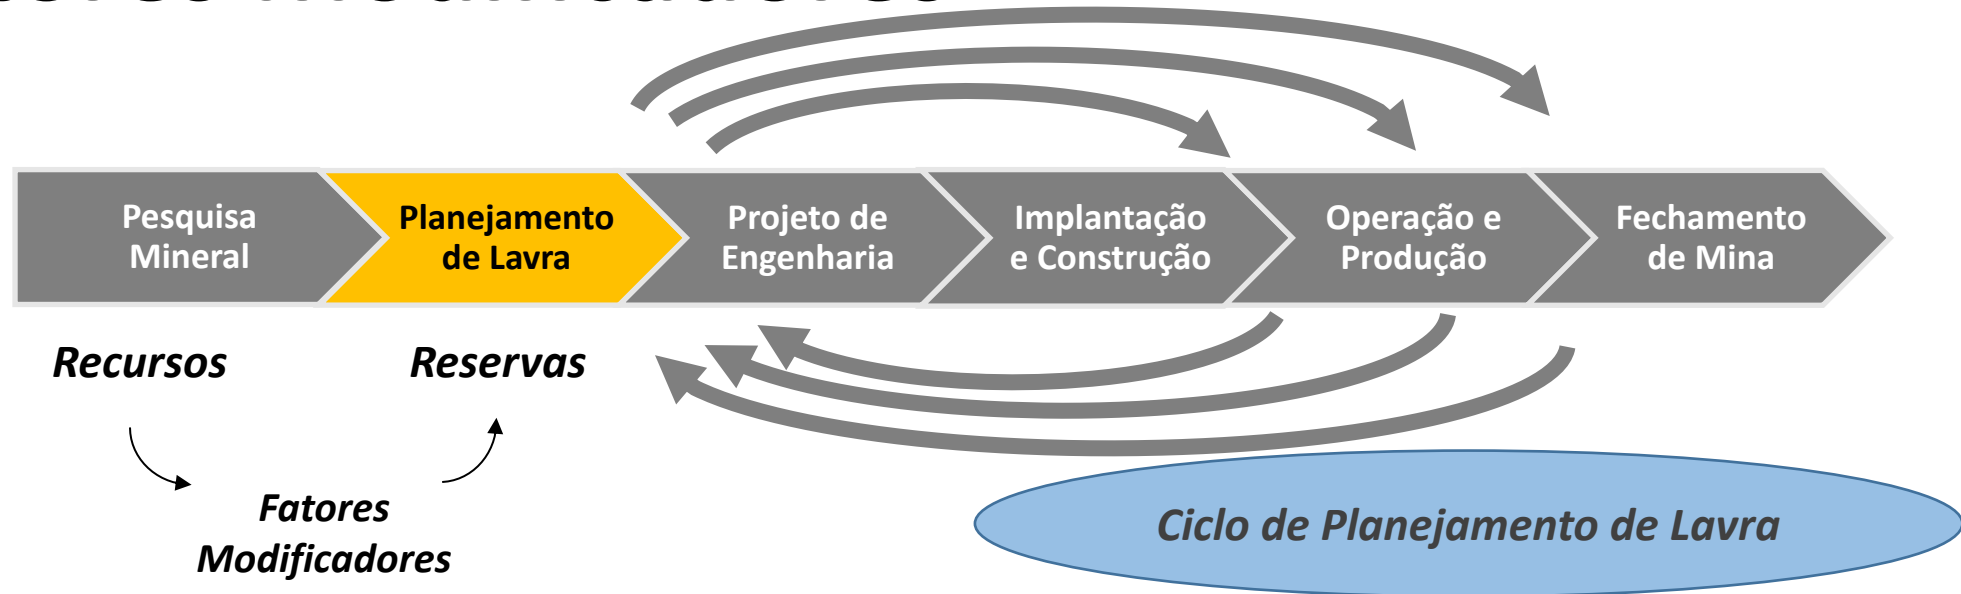 Pesquisa
Mineral
Planejamento
de Lavra
Projeto de
Engenharia
Implantação
e Construção
Operação e
Produção
Fechamento
de Mina
Recursos
Reservas
Fatores
Modificadores
Ciclo de Planejamento de Lavra